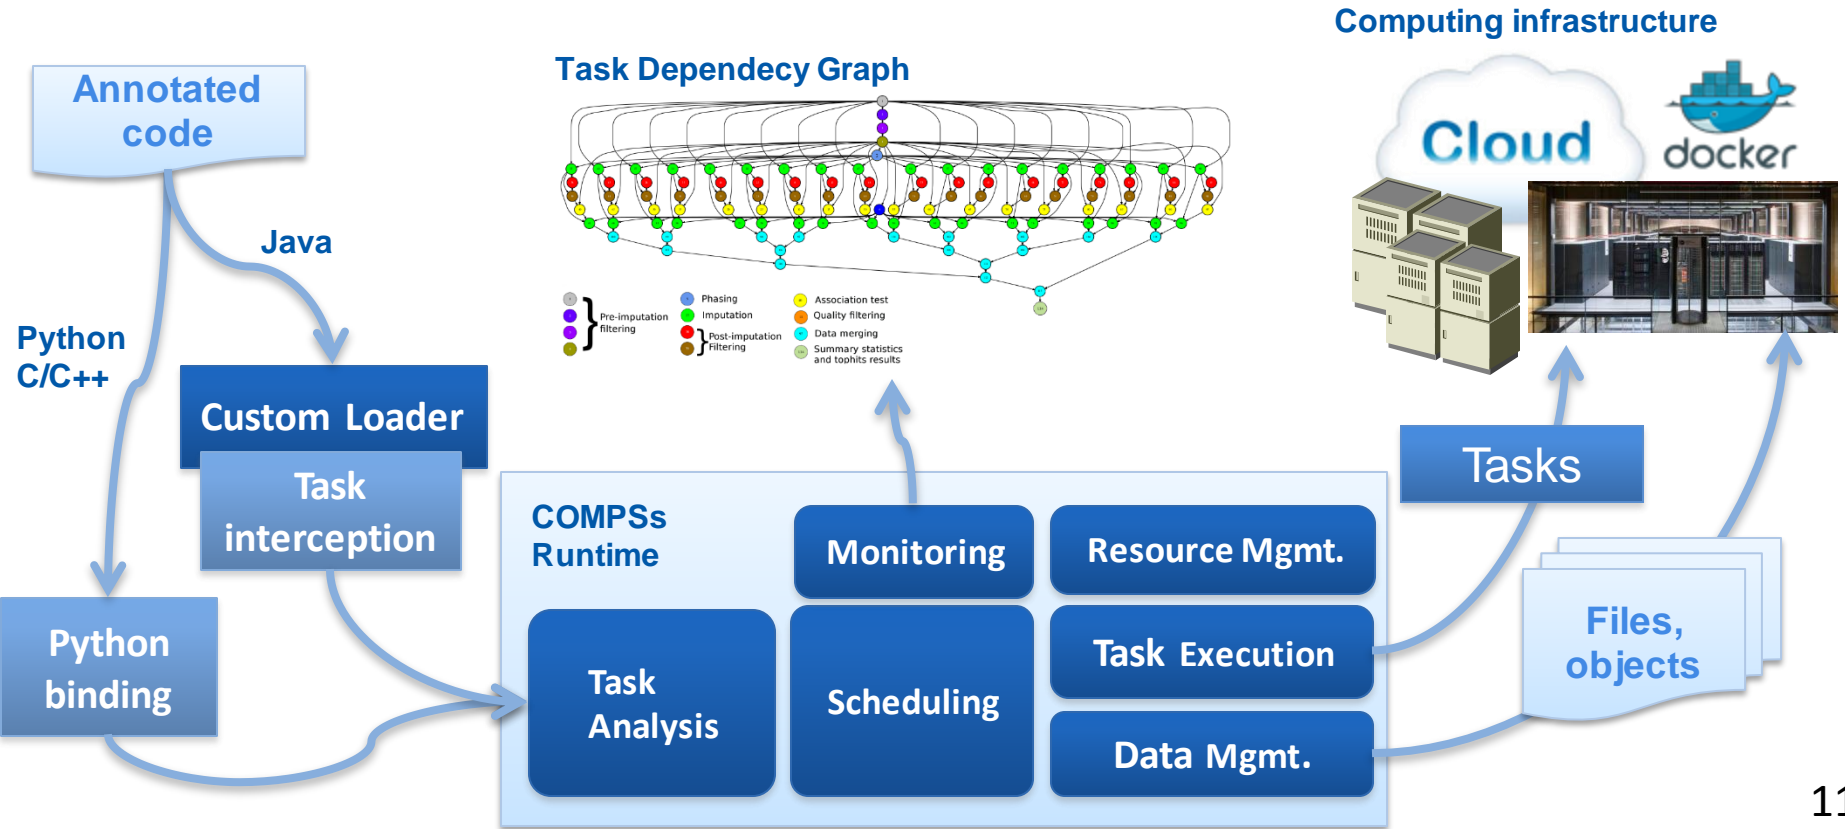 Computing infrastructure
Annotated
code
Task Dependecy Graph
Cloud
docker
Java
Python
C/C++
Pre-imputation
filtering
Phasing
Imputation
Post-imputation
Filtering
Association test
Quality filtering
Data merging
Summary statistics
and tophits results
Custom Loader
Task
interception
Python
binding
COMPSs
Runtime
Monitoring
Resource Mgmt.
Task
Analysis
Scheduling
Task Execution
Data Mgmt.
Tasks
Files,
objects
11